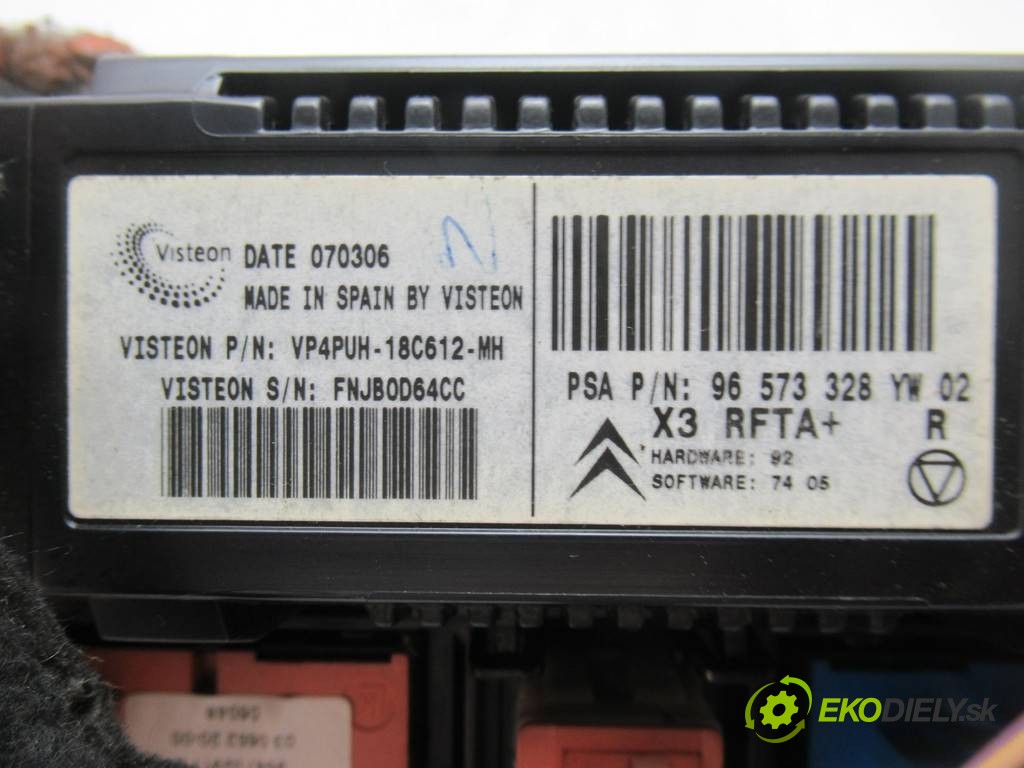 Visteon
DATE 070306
N
MADE IN SPAIN BY VISTEON
VISTEON P/N: VP4PUH-18C612-MH
VISTEON S/N: FNJB0D64CC
PSA P/N: 96 573 328 YW 02
X3 RFTA+ R
HARDWARE: 92
SOFTWARE: 74 05
EKODIELY.sk